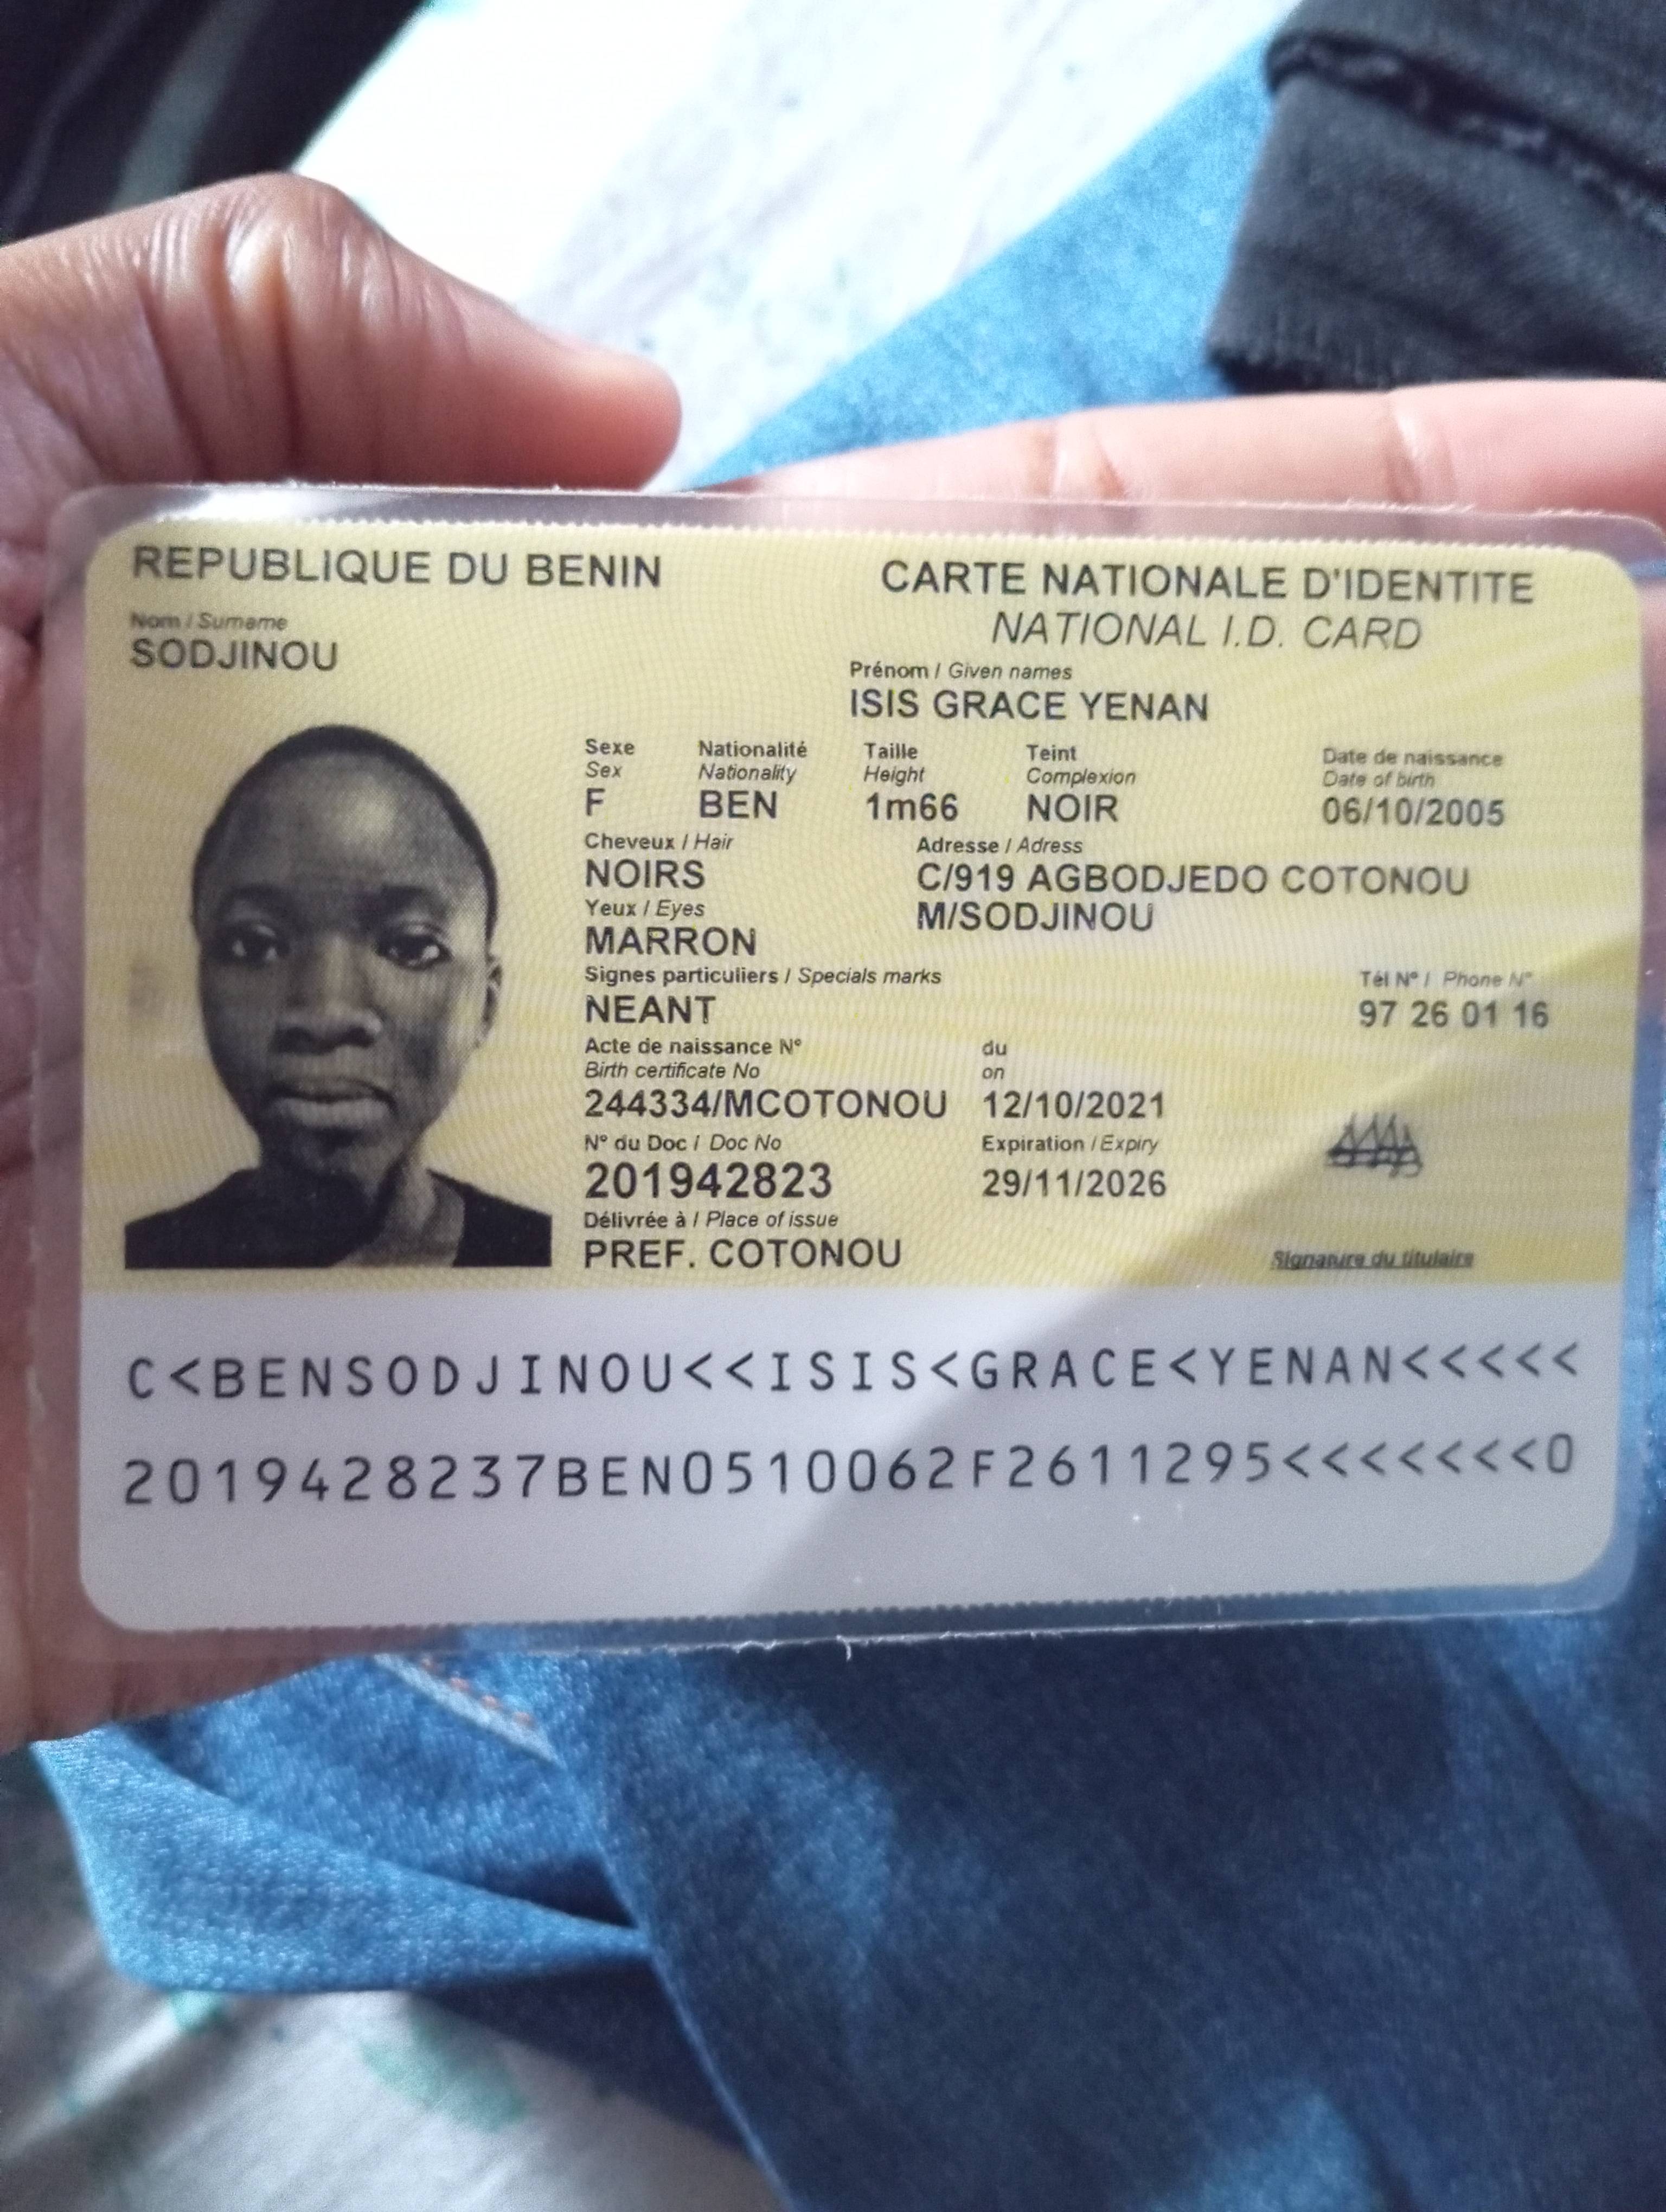 REPUBLIQUE DU BENIN
CARTE NATIONALE D'IDENTITE
NATIONAL I.D. CARD
Nom / Surname
SODJINOU
Prénom / Given names
ISIS GRACE YENAN
Sexe Nationalité Taille Teint Date de naissance
Sex Nationality Height Complexion Date of birth
F BEN 1m66 NOIR 06/10/2005
Cheveux / Hair Adresse / Adress
NOIRS C/919 AGBODJEDO COTONOU
Yeux / Eyes M/SODJINOU
MARRON
Signes particuliers / Specials marks Tél N° / Phone N°
NEANT 97 26 01 16
Acte de naissance N° du
Birth certificate No on
244334/MCOTONOU 12/10/2021
N° du Doc / Doc No Expiration / Expiry
201942823 29/11/2026
Délivrée à / Place of issue
PREF. COTONOU Signature du titulaire
C<BENSODJINOU<<ISIS<GRACE<YENAN<<<<<
2019428237BEN0510062F2611295<<<<<<<0